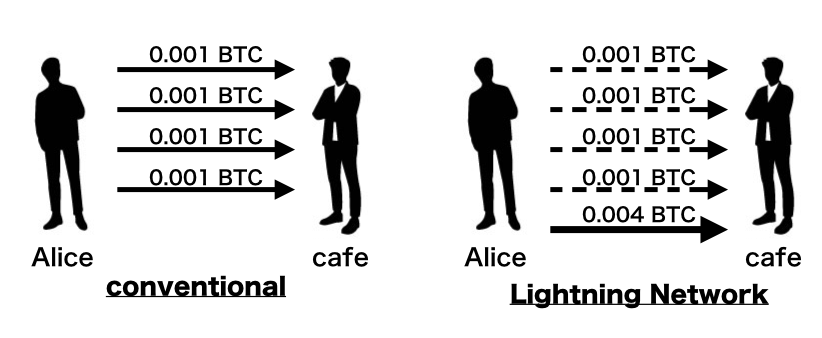 0.001 BTC
0.001 BTC
0.001 BTC
0.001 BTC
Alice
cafe
conventional
0.001 BTC
0.001 BTC
0.001 BTC
0.001 BTC
0.004 BTC
Alice
cafe
Lightning Network